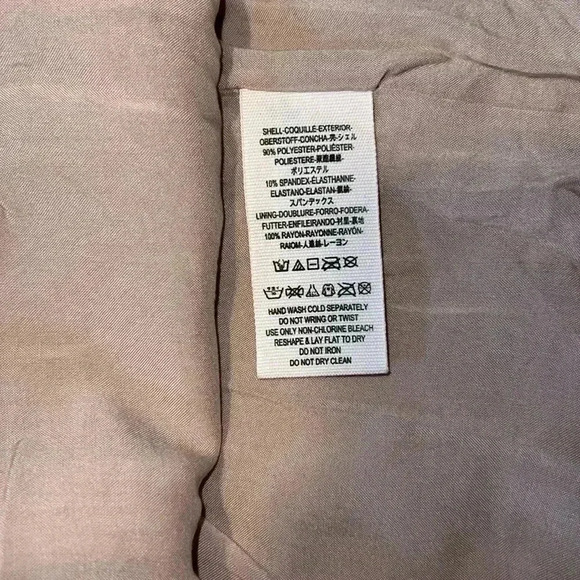 SHELL-COQUILLE-EXTERIOR-
OBERSTOFF-CONCHA-壳-シェル
90% POLYESTER-POLIÉSTER-
POLIESTERE-聚酯纖維-
ポリエステル
10% SPANDEX-ÉLASTHANNE-
ELASTANO-ELASTAN-氨綸-
スパンデックス
LINING-DOUBLURE-FORRO-FODERA-
FUTTER-ENFILEIRANDO-衬里-裏地
100% RAYON-RAYONNE-RAYÓN-
RAIOM-人造絲-レーヨン
HAND WASH COLD SEPARATELY
DO NOT WRING OR TWIST
USE ONLY NON-CHLORINE BLEACH
RESHAPE & LAY FLAT TO DRY
DO NOT IRON
DO NOT DRY CLEAN